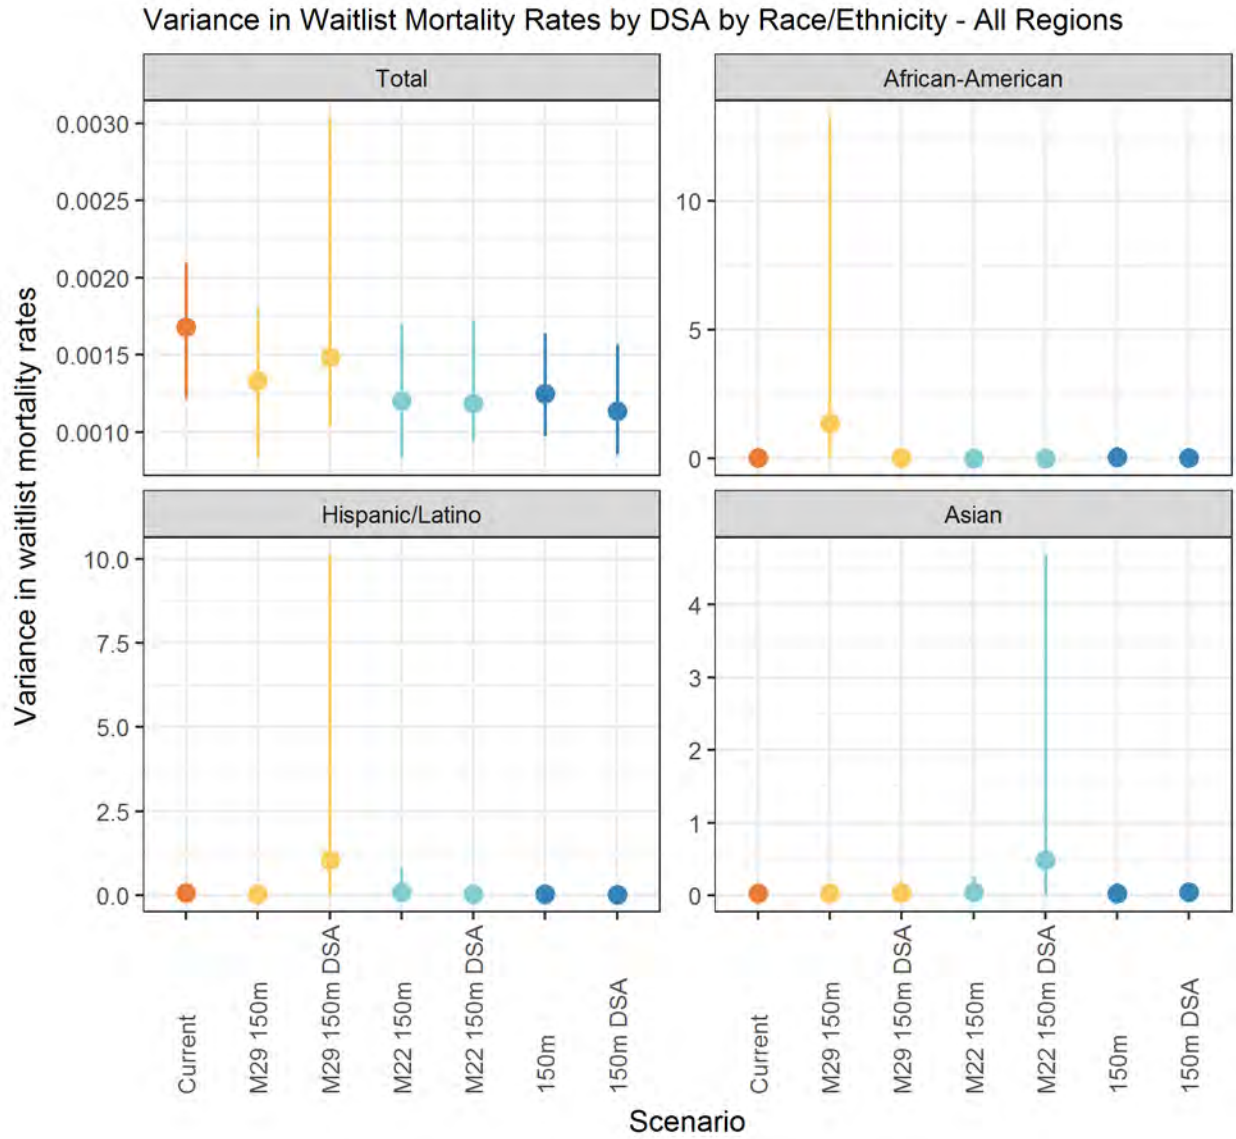 Variance in Waitlist Mortality Rates by DSA by Race/Ethnicity - All Regions
Total
African-American
0.0030
0.0025
0.0020
0.0015
0.0010
10
5
0
Variance in waitlist mortality rates
Hispanic/Latino
Asian
10.0
7.5
5.0
2.5
0.0
4
3
2
1
0
Current
M29 150m
M29 150m DSA
M22 150m
M22 150m DSA
150m
150m DSA
Current
M29 150m
M29 150m DSA
M22 150m
M22 150m DSA
150m
150m DSA
Scenario